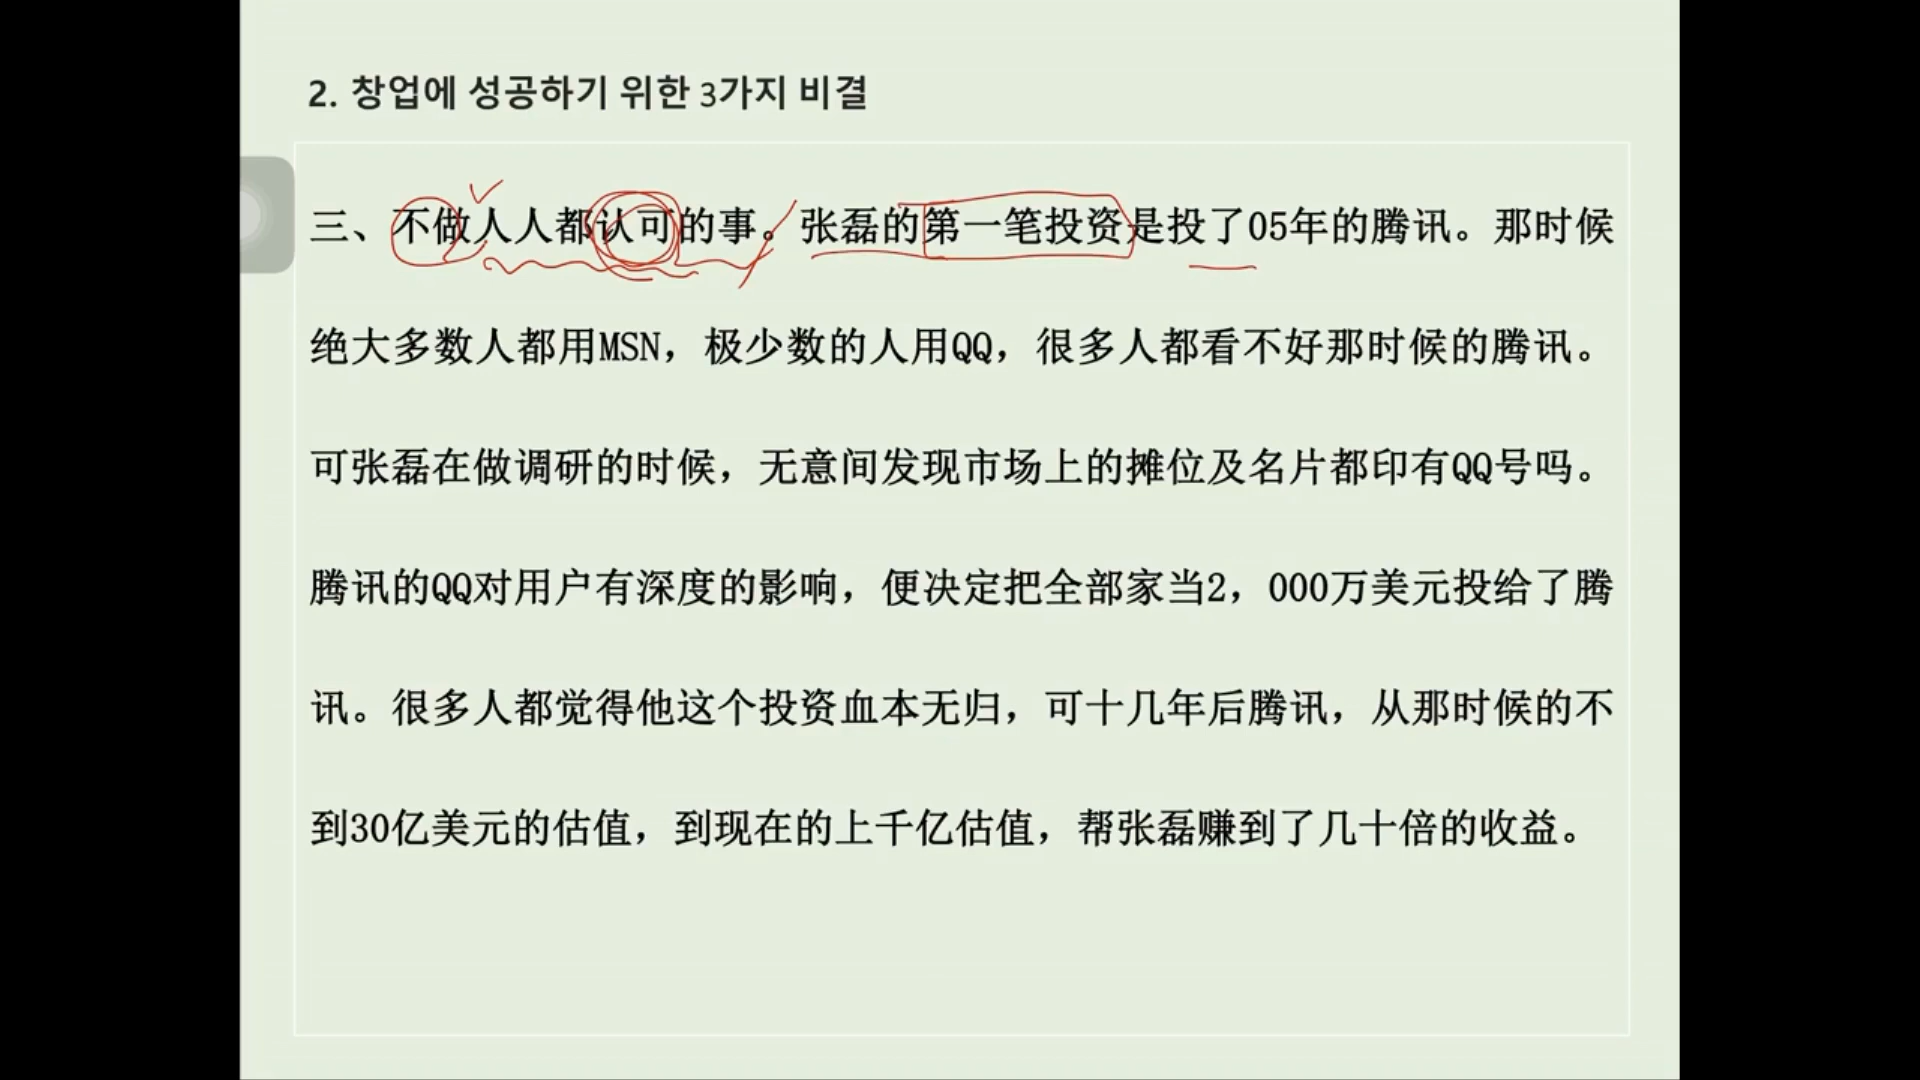 2. 창업에 성공하기 위한 3가지 비결
三、不做人人都认可的事。张磊的第一笔投资是投了05年的腾讯。那时候
绝大多数人都用MSN，极少数的人用QQ，很多人都看不好那时候的腾讯。
可张磊在做调研的时候，无意间发现市场上的摊位及名片都印有QQ号吗。
腾讯的QQ对用户有深度的影响，便决定把全部家当2，000万美元投给了腾
讯。很多人都觉得他这个投资血本无归，可十几年后腾讯，从那时候的不
到30亿美元的估值，到现在的上千亿估值，帮张磊赚到了几十倍的收益。